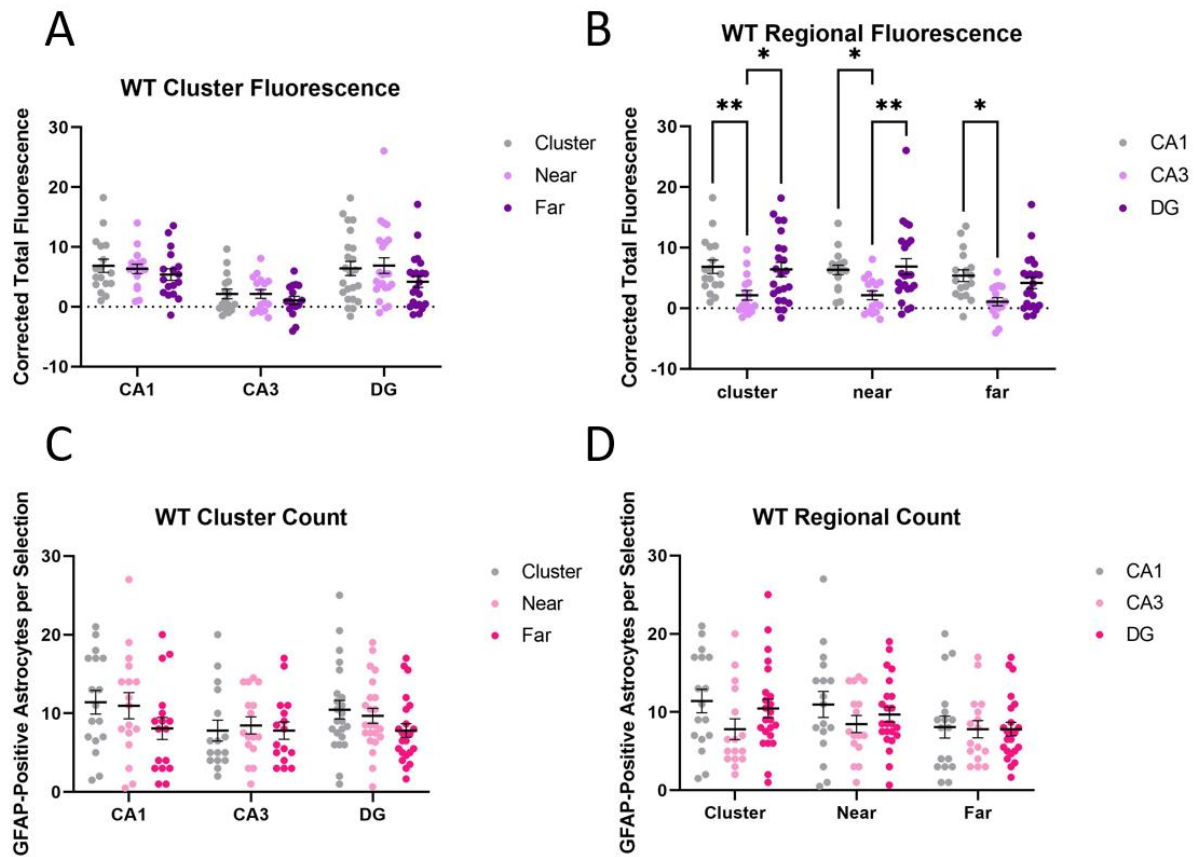 A
WT Cluster Fluorescence
Corrected Total Fluorescence
30
20
10
0
-10
CA1
CA3
DG
Cluster
Near
Far
B
WT Regional Fluorescence
Corrected Total Fluorescence
30
20
10
0
-10
**
*
*
**
*
cluster
near
far
CA1
CA3
DG
C
WT Cluster Count
GFAP-Positive Astrocytes per Selection
30
20
10
0
CA1
CA3
DG
Cluster
Near
Far
D
WT Regional Count
GFAP-Positive Astrocytes per Selection
30
20
10
0
Cluster
Near
Far
CA1
CA3
DG